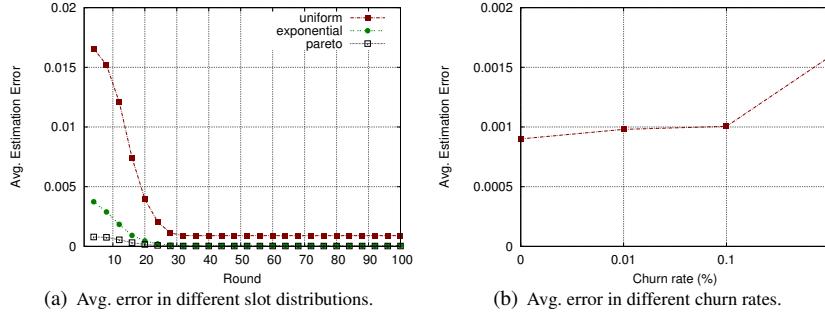 0.02
0.015
0.01
0.005
0
Avg. Estimation Error
uniform
exponential
pareto
10 20 30 40 50 60 70 80 90 100
Round
(a) Avg. error in different slot distributions.
0.002
0.0015
0.001
0.0005
0
Avg. Estimation Error
0 0.01 0.1
Churn rate (%)
(b) Avg. error in different churn rates.